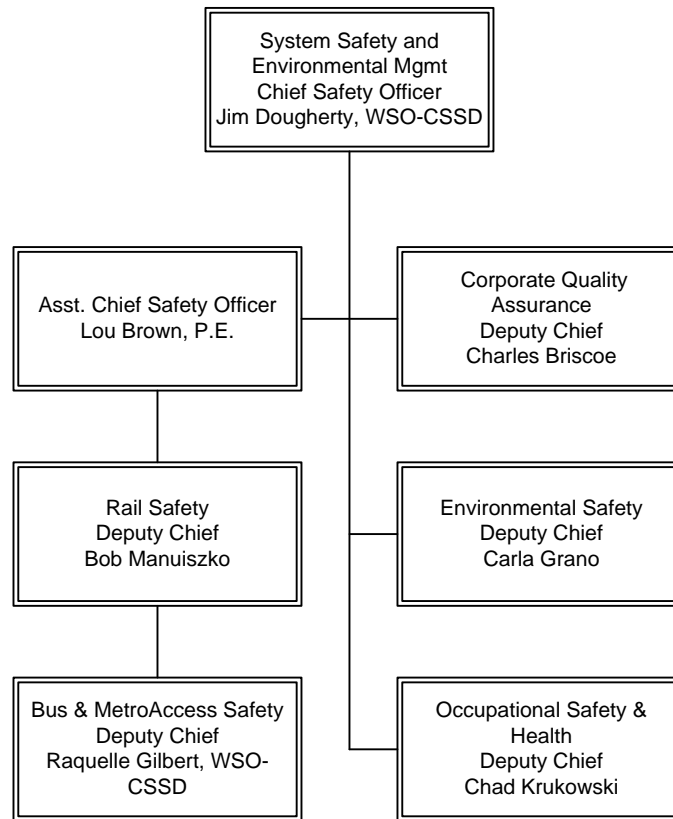 System Safety and
Environmental Mgmt
Chief Safety Officer
Jim Dougherty, WSO-CSSD
Asst. Chief Safety Officer
Lou Brown, P.E.
Corporate Quality
Assurance
Deputy Chief
Charles Briscoe
Rail Safety
Deputy Chief
Bob Manuiszko
Environmental Safety
Deputy Chief
Carla Grano
Bus & MetroAccess Safety
Deputy Chief
Raquelle Gilbert, WSO-
CSSD
Occupational Safety &
Health
Deputy Chief
Chad Krukowski